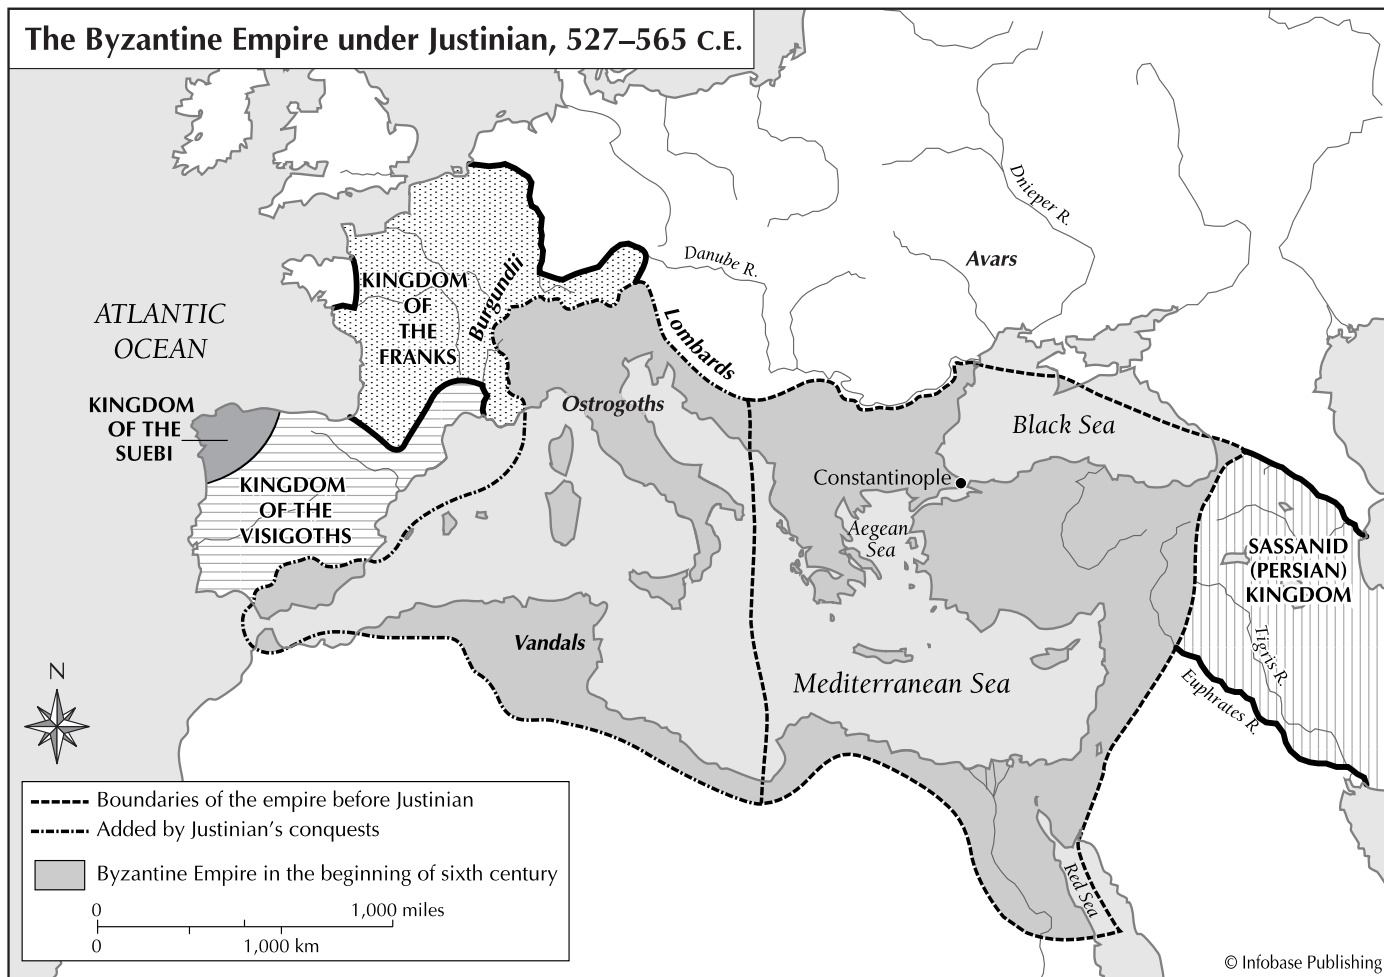 The Byzantine Empire under Justinian, 527–565 C.E.
Dnieper R.
Danube R.
Avars
KINGDOM
OF
THE
FRANKS
Burgundii
ATLANTIC
OCEAN
Lombards
KINGDOM
OF THE
SUEBI
Ostrogoths
Black Sea
Constantinople
KINGDOM
OF THE
VISIGOTHS
Aegean
Sea
SASSANID
(PERSIAN)
KINGDOM
Vandals
Tigris R.
N
Mediterranean Sea
Euphrates R.
Boundaries of the empire before Justinian
Added by Justinian's conquests
Byzantine Empire in the beginning of sixth century
Red Sea
0 1,000 miles
0 1,000 km
© Infobase Publishing